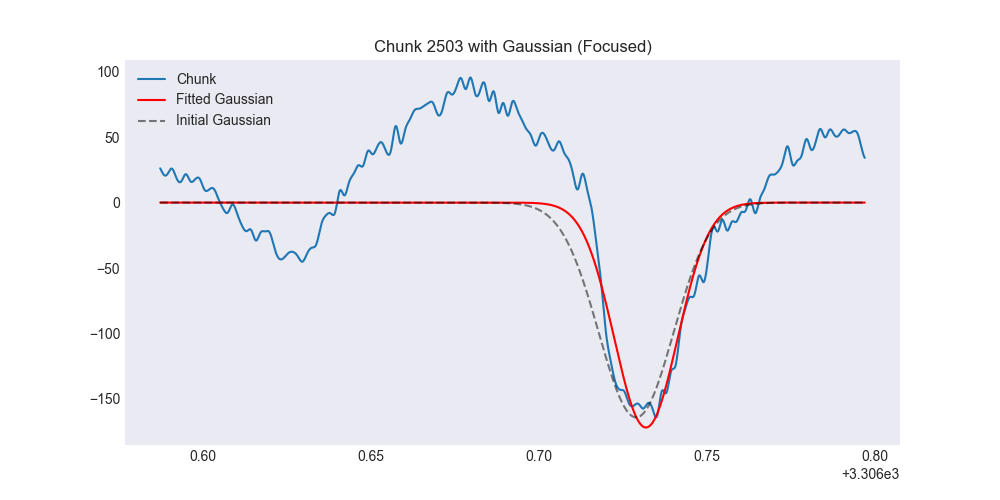 Chunk 2503 with Gaussian (Focused)
Chunk
Fitted Gaussian
Initial Gaussian
100
50
0
−50
−100
−150
0.60 0.65 0.70 0.75 0.80
+3.306e3